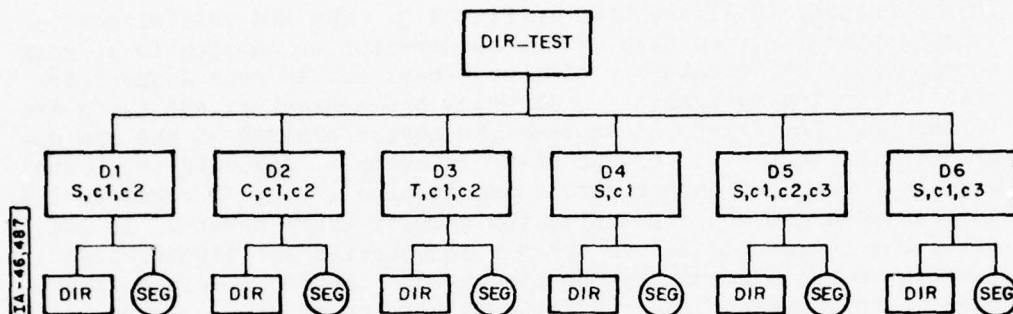 DIR_TEST
D1
S,c1,c2
D2
C,c1,c2
D3
T,c1,c2
D4
S,c1
D5
S,c1,c2,c3
D6
S,c1,c3
DIR
SEG
DIR
SEG
DIR
SEG
DIR
SEG
DIR
SEG
DIR
SEG
IA-46,487